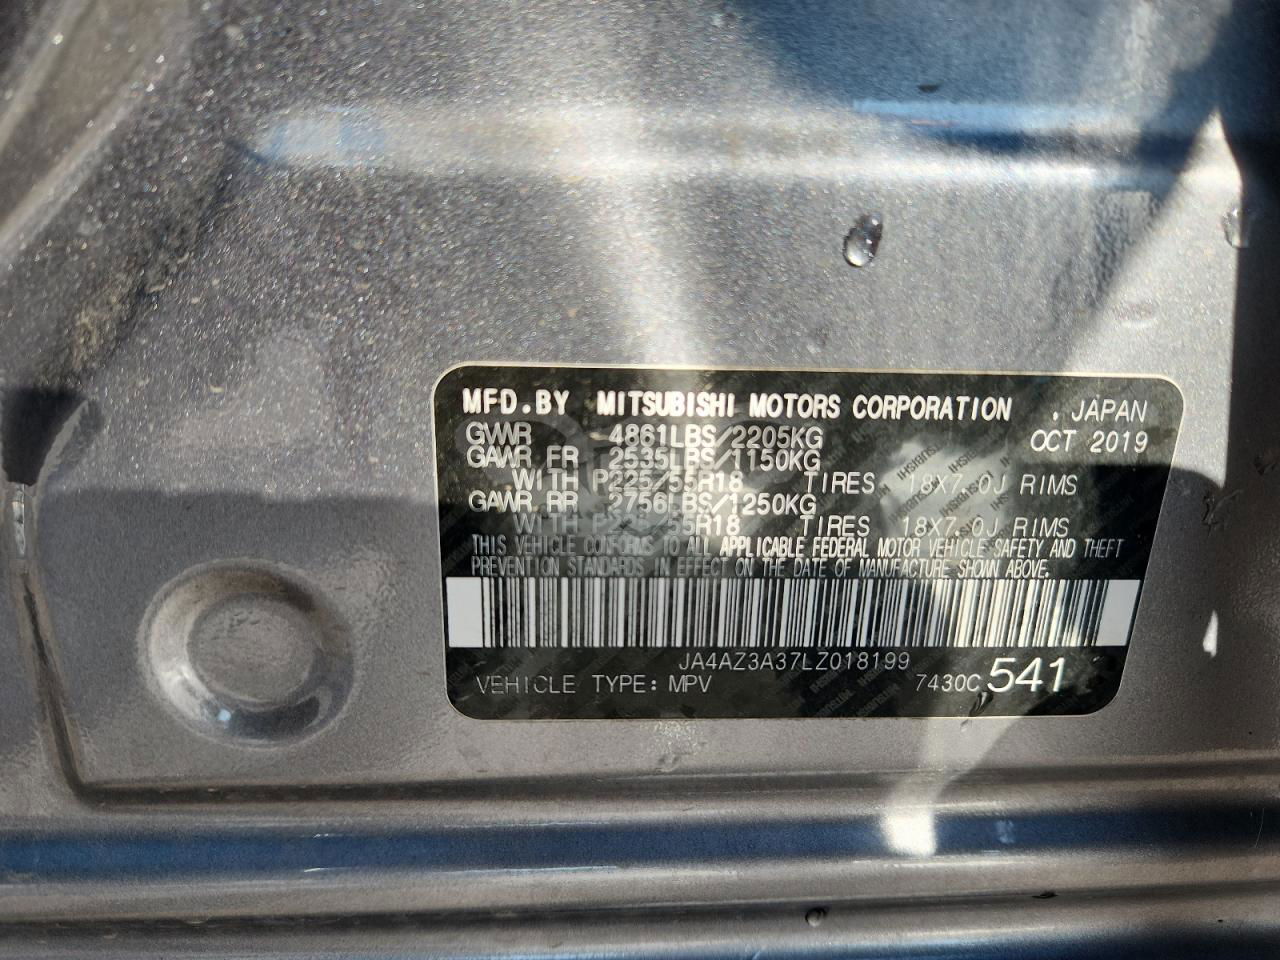 MFD.BY MITSUBISHI MOTORS CORPORATION . JAPAN
GVWR 4861LBS/2205KG OCT 2019
GAWR FR 2535LBS/1150KG
WITH P225/55R18 TIRES 18X7.0J RIMS
GAWR RR 2756LBS/1250KG
WITH P225/55R18 TIRES 18X7.0J RIMS
THIS VEHICLE CONFORMS TO ALL APPLICABLE FEDERAL MOTOR VEHICLE SAFETY AND THEFT
PREVENTION STANDARDS IN EFFECT ON THE DATE OF MANUFACTURE SHOWN ABOVE.
JA4AZ3A37LZ018199
VEHICLE TYPE: MPV 7430C 541